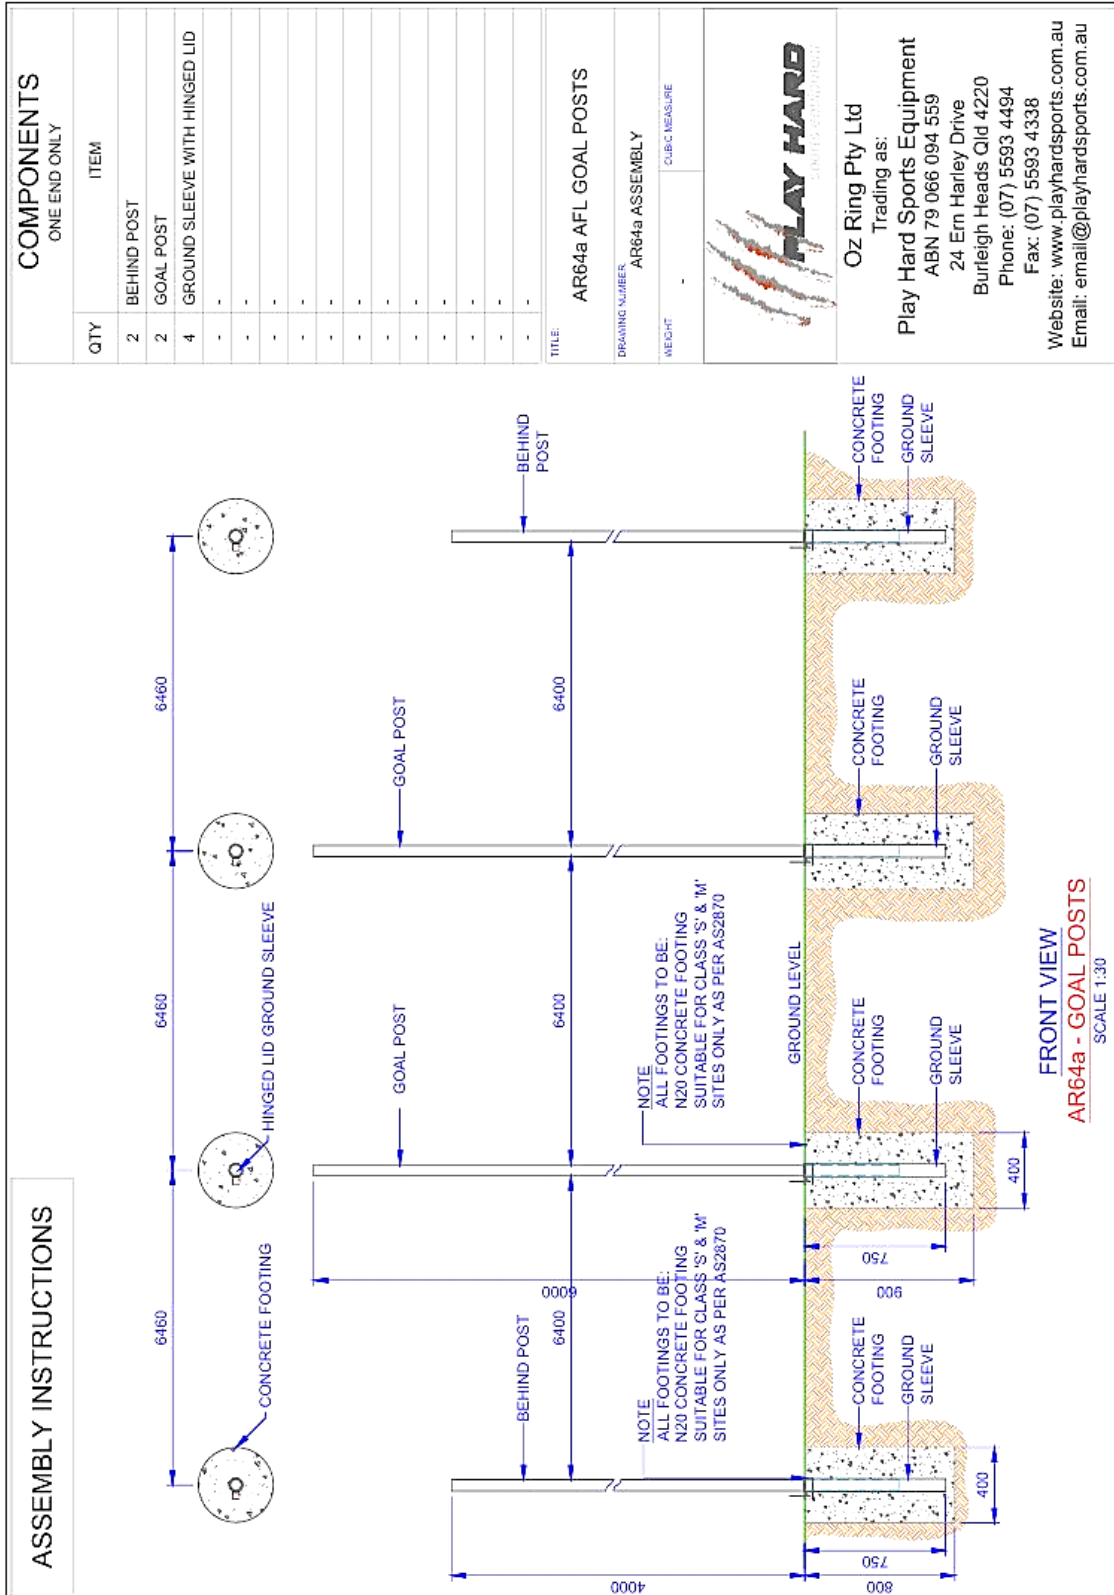 ASSEMBLY INSTRUCTIONS
6460
6460
6460
CONCRETE FOOTING
HINGED LID GROUND SLEEVE
BEHIND POST
GOAL POST
GOAL POST
BEHIND
POST
4000
6000
6400
6400
6400
NOTE
ALL FOOTINGS TO BE:
N20 CONCRETE FOOTING
SUITABLE FOR CLASS 'S' & 'M'
SITES ONLY AS PER AS2870
NOTE
ALL FOOTINGS TO BE:
N20 CONCRETE FOOTING
SUITABLE FOR CLASS 'S' & 'M'
SITES ONLY AS PER AS2870
GROUND LEVEL
800
750
400
CONCRETE
FOOTING
GROUND
SLEEVE
900
750
400
CONCRETE
FOOTING
GROUND
SLEEVE
CONCRETE
FOOTING
GROUND
SLEEVE
CONCRETE
FOOTING
GROUND
SLEEVE
FRONT VIEW
AR64a - GOAL POSTS
SCALE 1:30
COMPONENTS
ONE END ONLY
QTY ITEM
2 BEHIND POST
2 GOAL POST
4 GROUND SLEEVE WITH HINGED LID
- -
- -
- -
- -
- -
- -
- -
- -
- -
- -
- -
- -
TITLE:
AR64a AFL GOAL POSTS
DRAWING NUMBER
AR64a ASSEMBLY
WEIGHT - CUBIC MEASURE
PLAY HARD
SPORTS EQUIPMENT
Oz Ring Pty Ltd
Trading as:
Play Hard Sports Equipment
ABN 79 066 094 559
24 Ern Harley Drive
Burleigh Heads Qld 4220
Phone: (07) 5593 4494
Fax: (07) 5593 4338
Website: www.playhardsports.com.au
Email: email@playhardsports.com.au